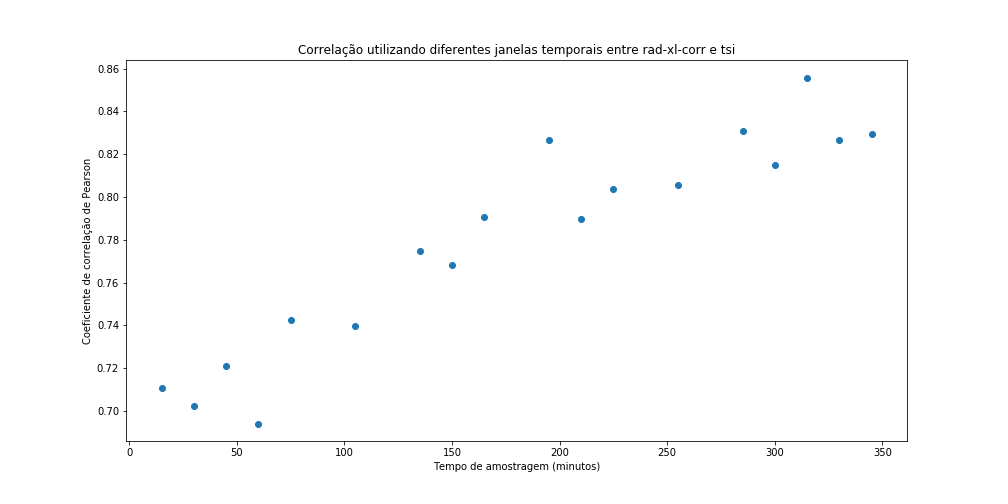 Correlação utilizando diferentes janelas temporais entre rad-xl-corr e tsi
0.86
0.84
0.82
0.80
0.78
0.76
0.74
0.72
0.70
Coeficiente de correlação de Pearson
0 50 100 150 200 250 300 350
Tempo de amostragem (minutos)